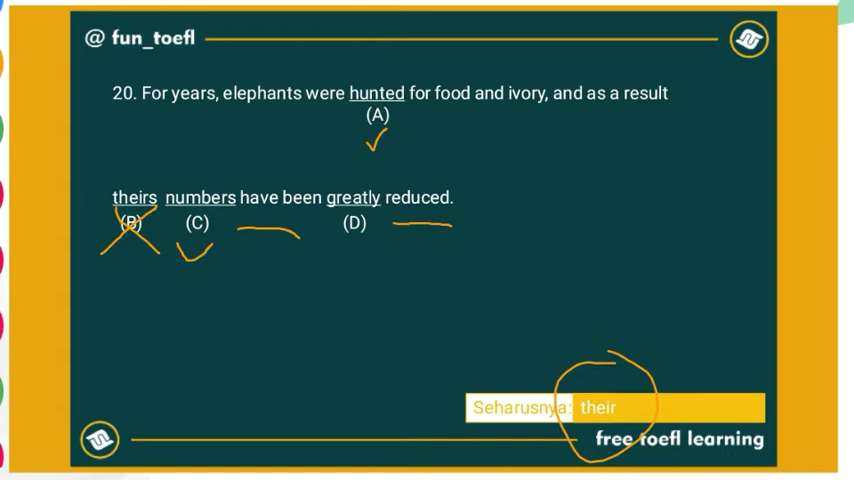 @ fun_toefl
20. For years, elephants were hunted for food and ivory, and as a result
(A)
theirs numbers have been greatly reduced.
(B) (C) (D)
Seharusnya: their
free toefl learning